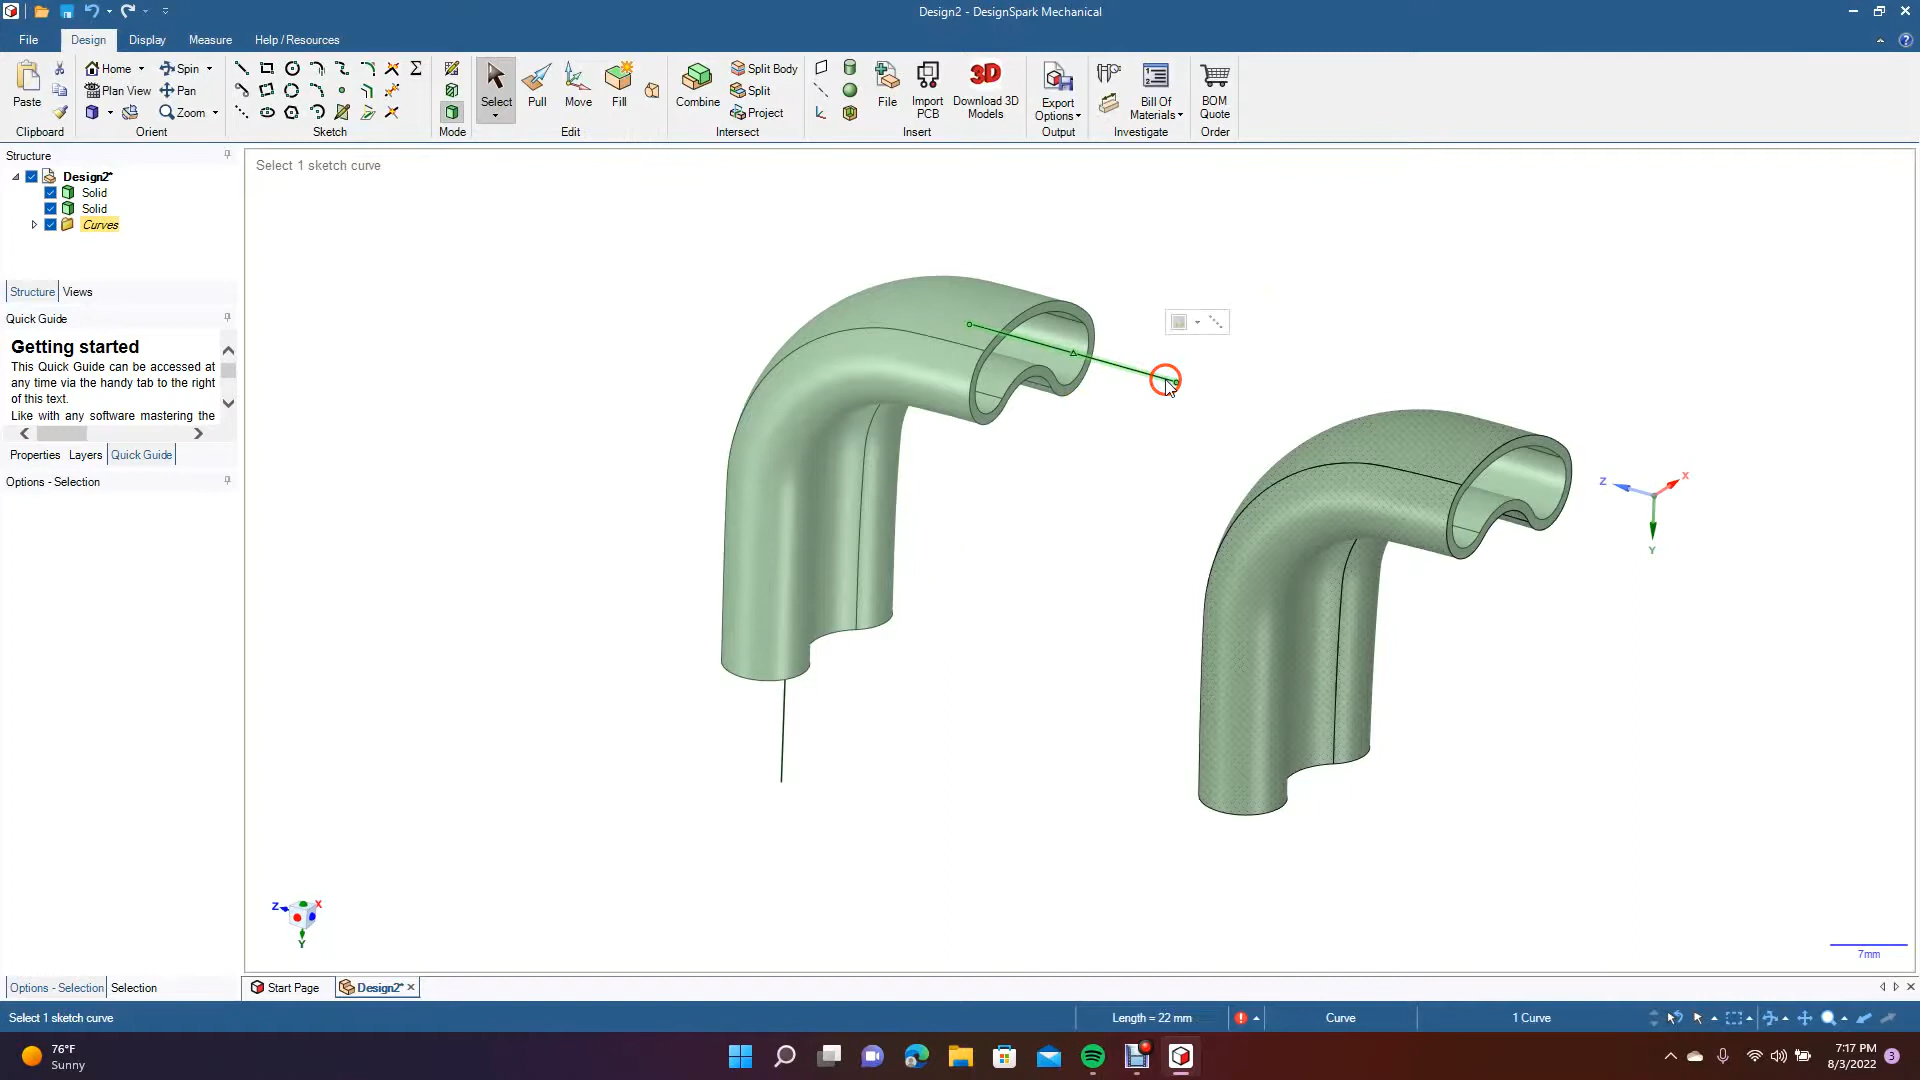 Design2 - DesignSpark Mechanical
File Design Display Measure Help / Resources
Paste Home Spin Plan View Pan Zoom
Select Pull Move Fill Combine Split Body Split Project
File Import PCB Download 3D Models Export Options Bill Of Materials BOM Quote
3D
Clipboard Orient Sketch Mode Edit Intersect Insert Output Investigate Order
Structure
Design2*
Solid
Solid
Curves
Structure Views
Quick Guide
Getting started
This Quick Guide can be accessed at
any time via the handy tab to the right
of this text.
Like with any software mastering the
Properties Layers Quick Guide
Options - Selection
Select 1 sketch curve
Z X
Y
Z X
Y
7mm
Options - Selection Selection Start Page Design2*
Select 1 sketch curve Length = 22 mm Curve 1 Curve
76°F
Sunny
7:17 PM
8/3/2022
3